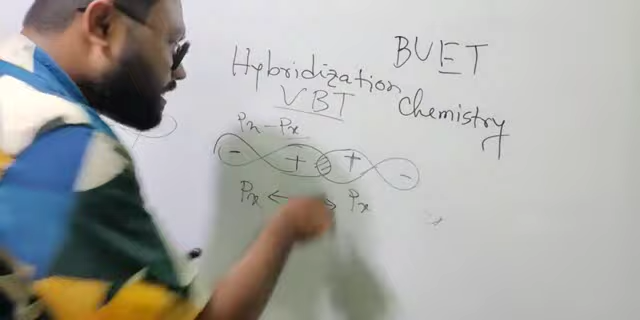 BUET
Hybridization
Chemistry
VBT
Px - Px
- + + -
Px ← → Px